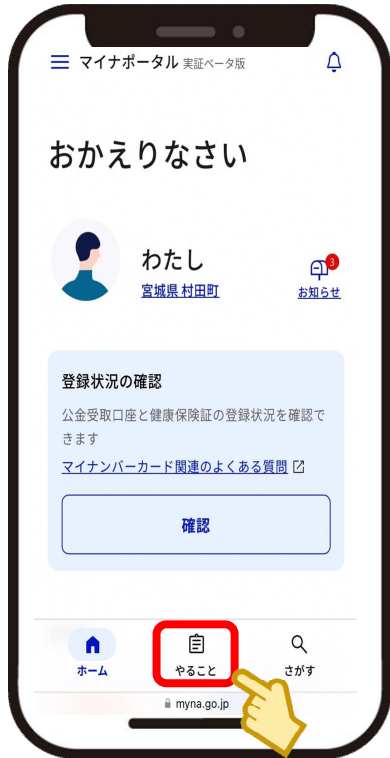 マイナポータル 実証ベータ版
おかえりなさい
わたし
宮城県 村田町
3
お知らせ
登録状況の確認
公金受取口座と健康保険証の登録状況を確認で
きます
マイナンバーカード関連のよくある質問
確認
ホーム やること さがす
myna.go.jp